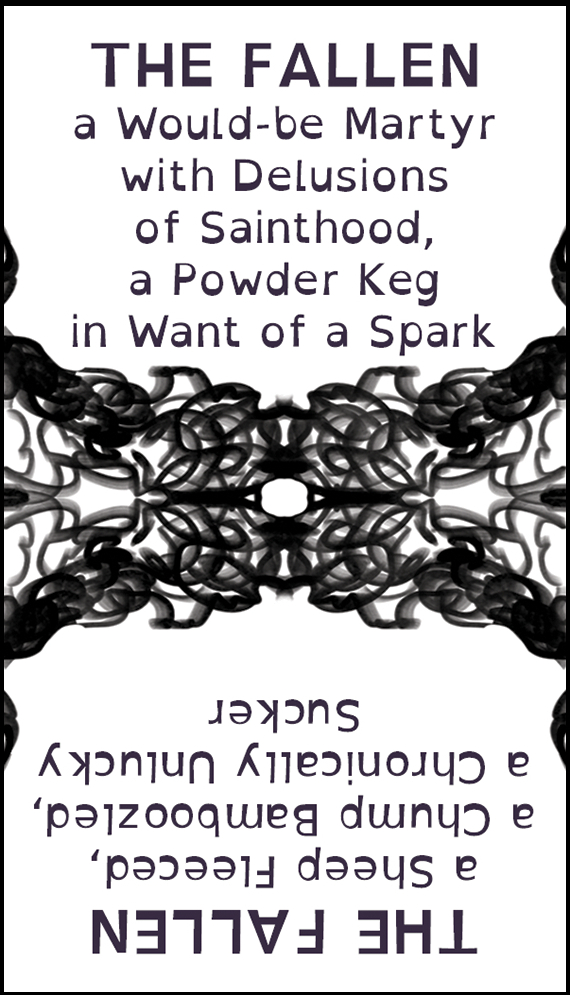 THE FALLEN
a Would-be Martyr
with Delusions
of Sainthood,
a Powder Keg
in Want of a Spark
THE FALLEN
a Sheep Fleeced,
a Chump Bamboozled,
a Chronically Unlucky
Sucker